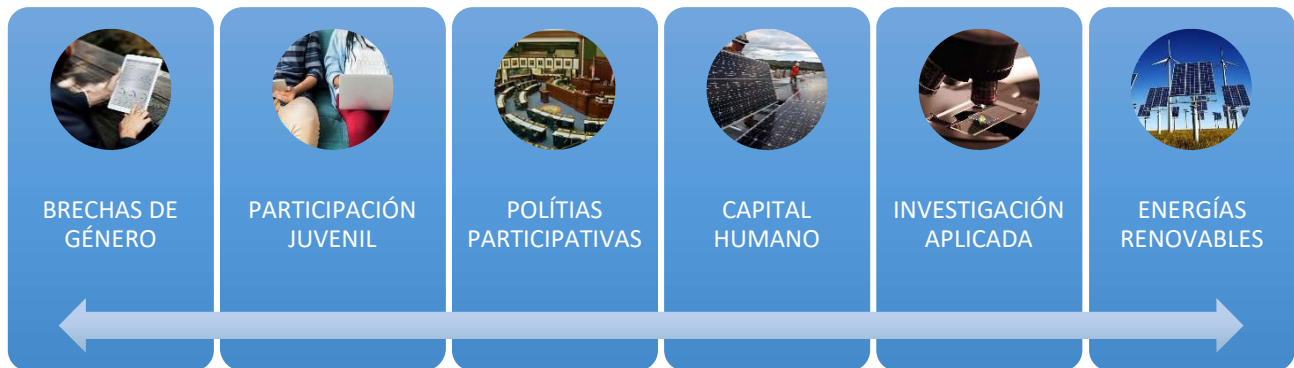 BRECHAS DE
GÉNERO
PARTICIPACIÓN
JUVENIL
POLÍTIAS
PARTICIPATIVAS
CAPITAL
HUMANO
INVESTIGACIÓN
APLICADA
ENERGÍAS
RENOVABLES